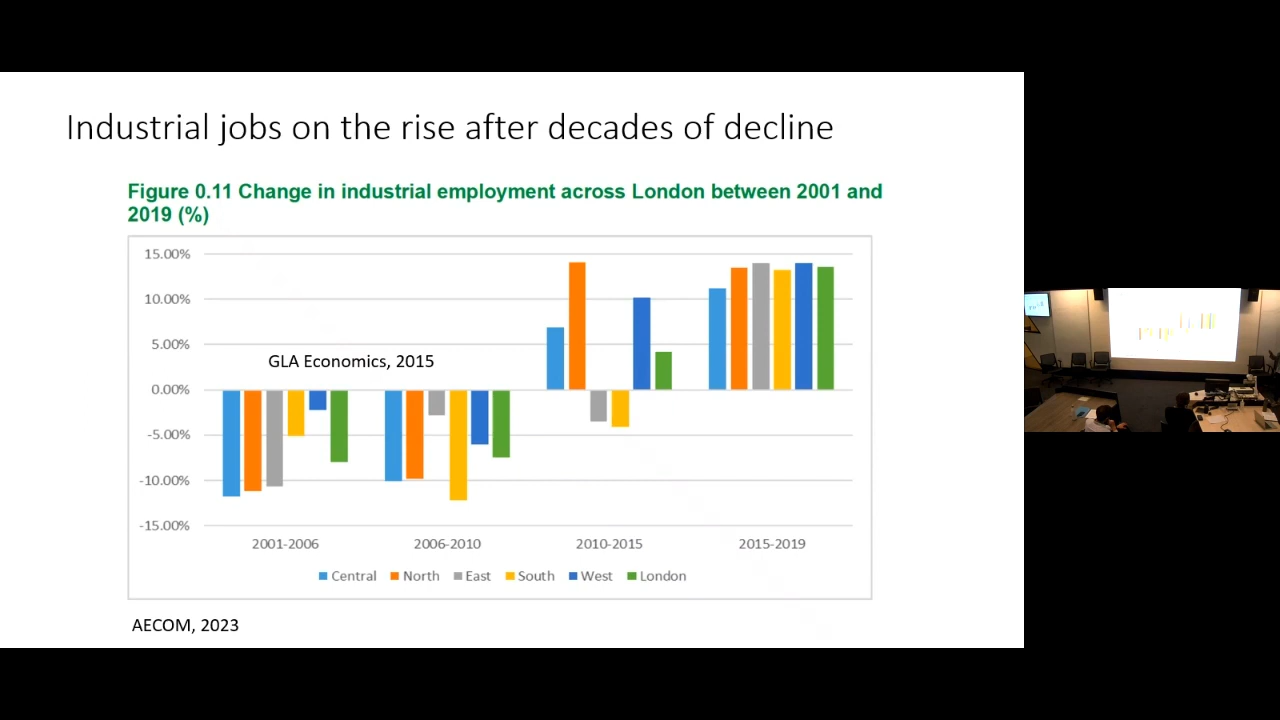 Industrial jobs on the rise after decades of decline
Figure 0.11 Change in industrial employment across London between 2001 and
2019 (%)
15.00%
10.00%
5.00%
GLA Economics, 2015
0.00%
-5.00%
-10.00%
-15.00%
2001-2006 2006-2010 2010-2015 2015-2019
Central North East South West London
AECOM, 2023